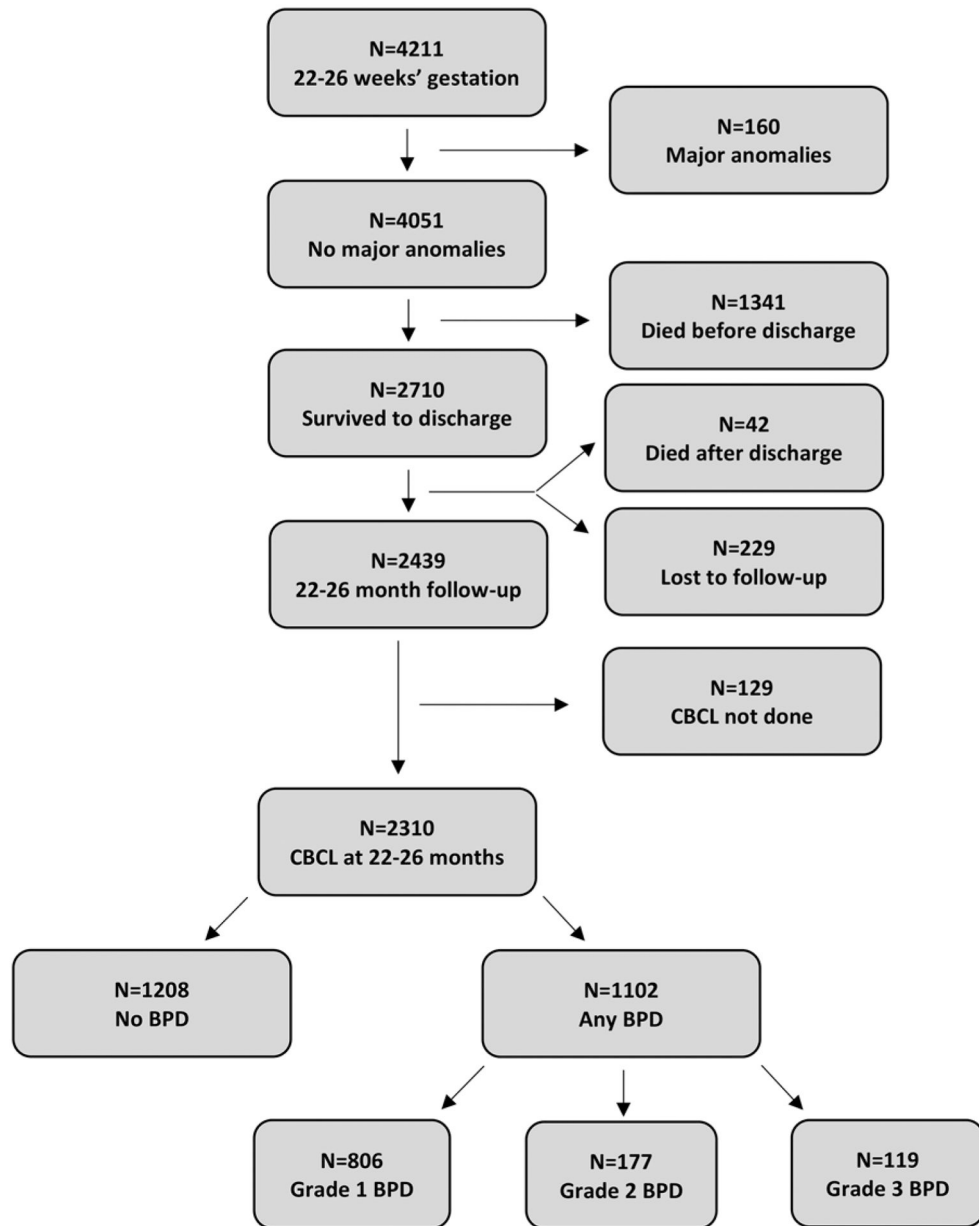 N=4211
22-26 weeks’ gestation
N=160
Major anomalies
N=4051
No major anomalies
N=1341
Died before discharge
N=2710
Survived to discharge
N=42
Died after discharge
N=2439
22-26 month follow-up
N=229
Lost to follow-up
N=129
CBCL not done
N=2310
CBCL at 22-26 months
N=1208
No BPD
N=1102
Any BPD
N=806
Grade 1 BPD
N=177
Grade 2 BPD
N=119
Grade 3 BPD